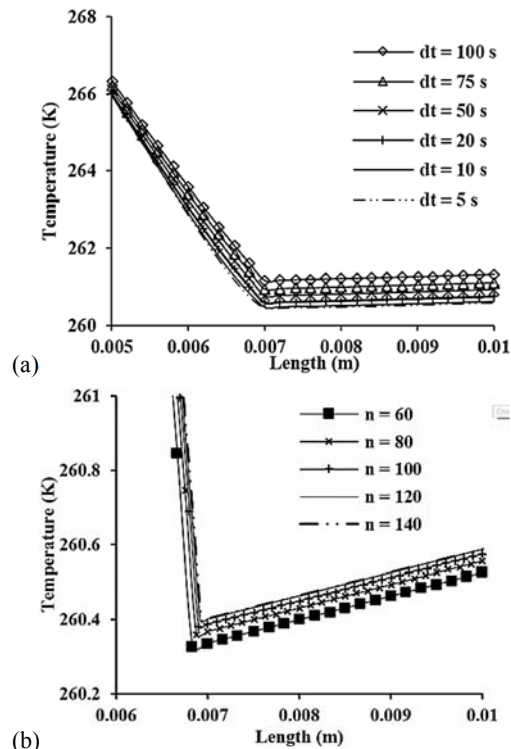 268
266
264
261
260
Temperature (K)
0.005 0.006 0.007 0.008 0.009 0.01
Length (m)
dt = 100 s
dt = 75 s
dt = 50 s
dt = 20 s
dt = 10 s
dt = 5 s
(a)
261
260.8
260.6
260.4
260.2
Temperature (K)
0.006 0.007 0.008 0.009 0.01
Length (m)
n = 60
n = 80
n = 100
n = 120
n = 140
(b)